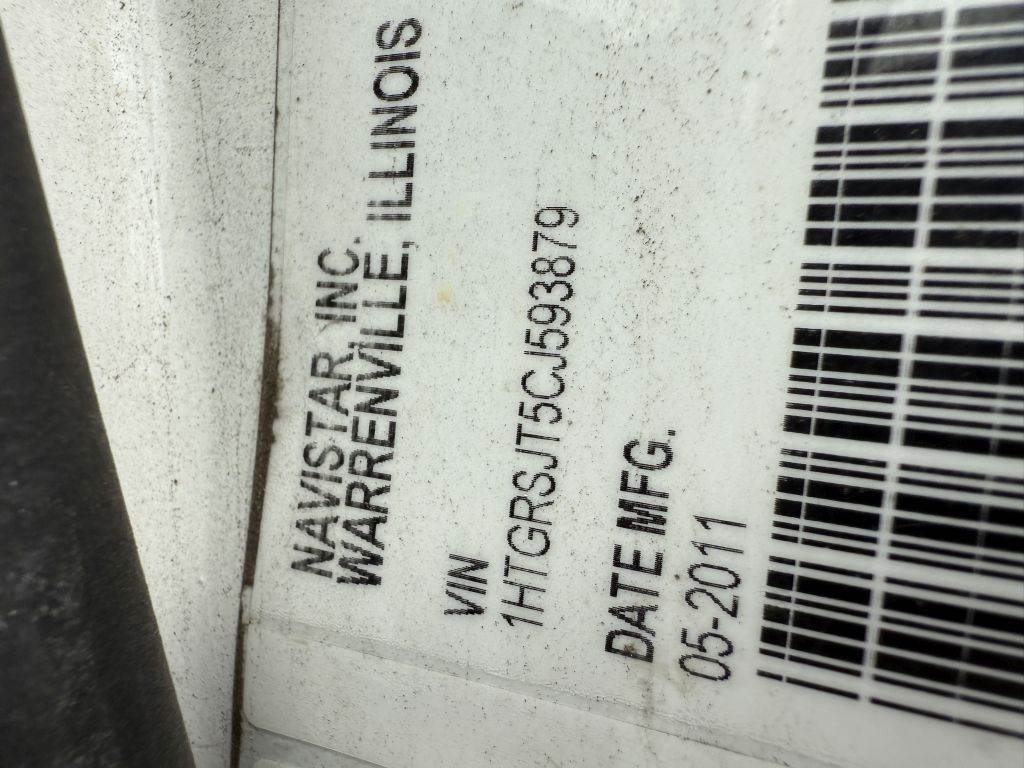 NAVISTAR, INC.
WARRENVILLE, ILLINOIS
VIN
1HTGRSJT5CJ593879
DATE MFG.
05-2011